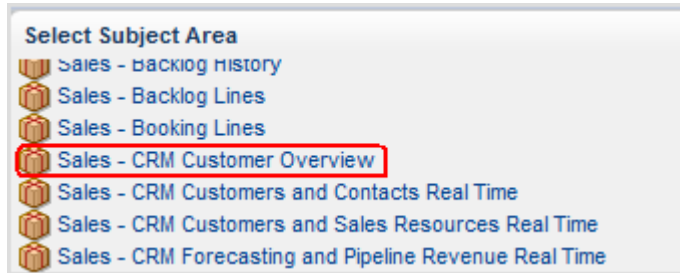 Select Subject Area
Sales - Backlog History
Sales - Backlog Lines
Sales - Booking Lines
Sales - CRM Customer Overview
Sales - CRM Customers and Contacts Real Time
Sales - CRM Customers and Sales Resources Real Time
Sales - CRM Forecasting and Pipeline Revenue Real Time